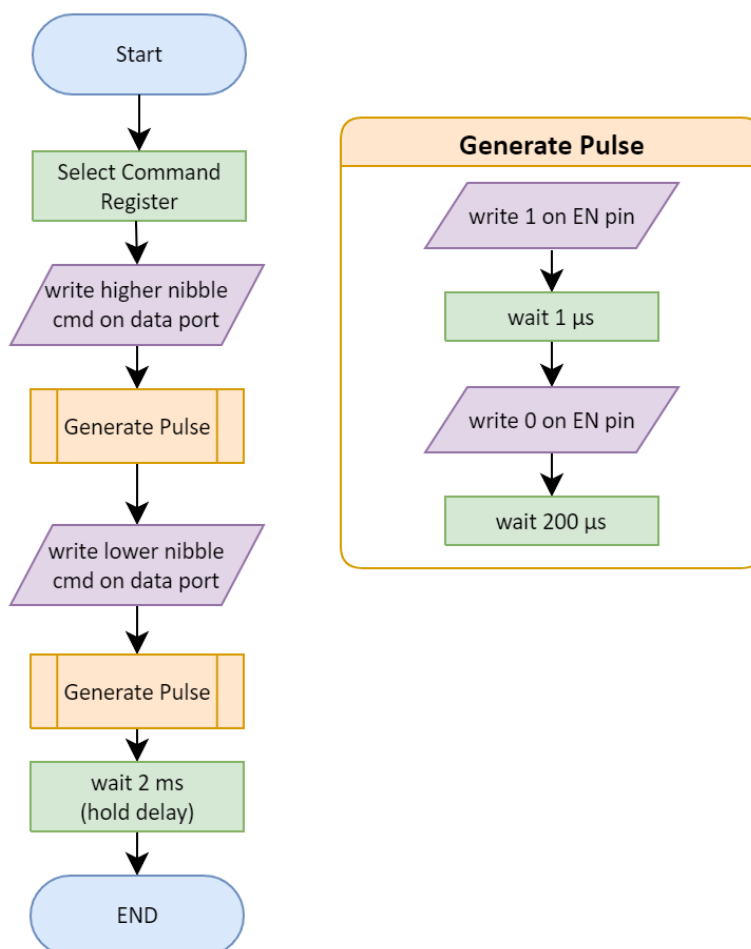 Start
Select Command
Register
write higher nibble
cmd on data port
Generate Pulse
write lower nibble
cmd on data port
Generate Pulse
wait 2 ms
(hold delay)
END
Generate Pulse
write 1 on EN pin
wait 1 µs
write 0 on EN pin
wait 200 µs